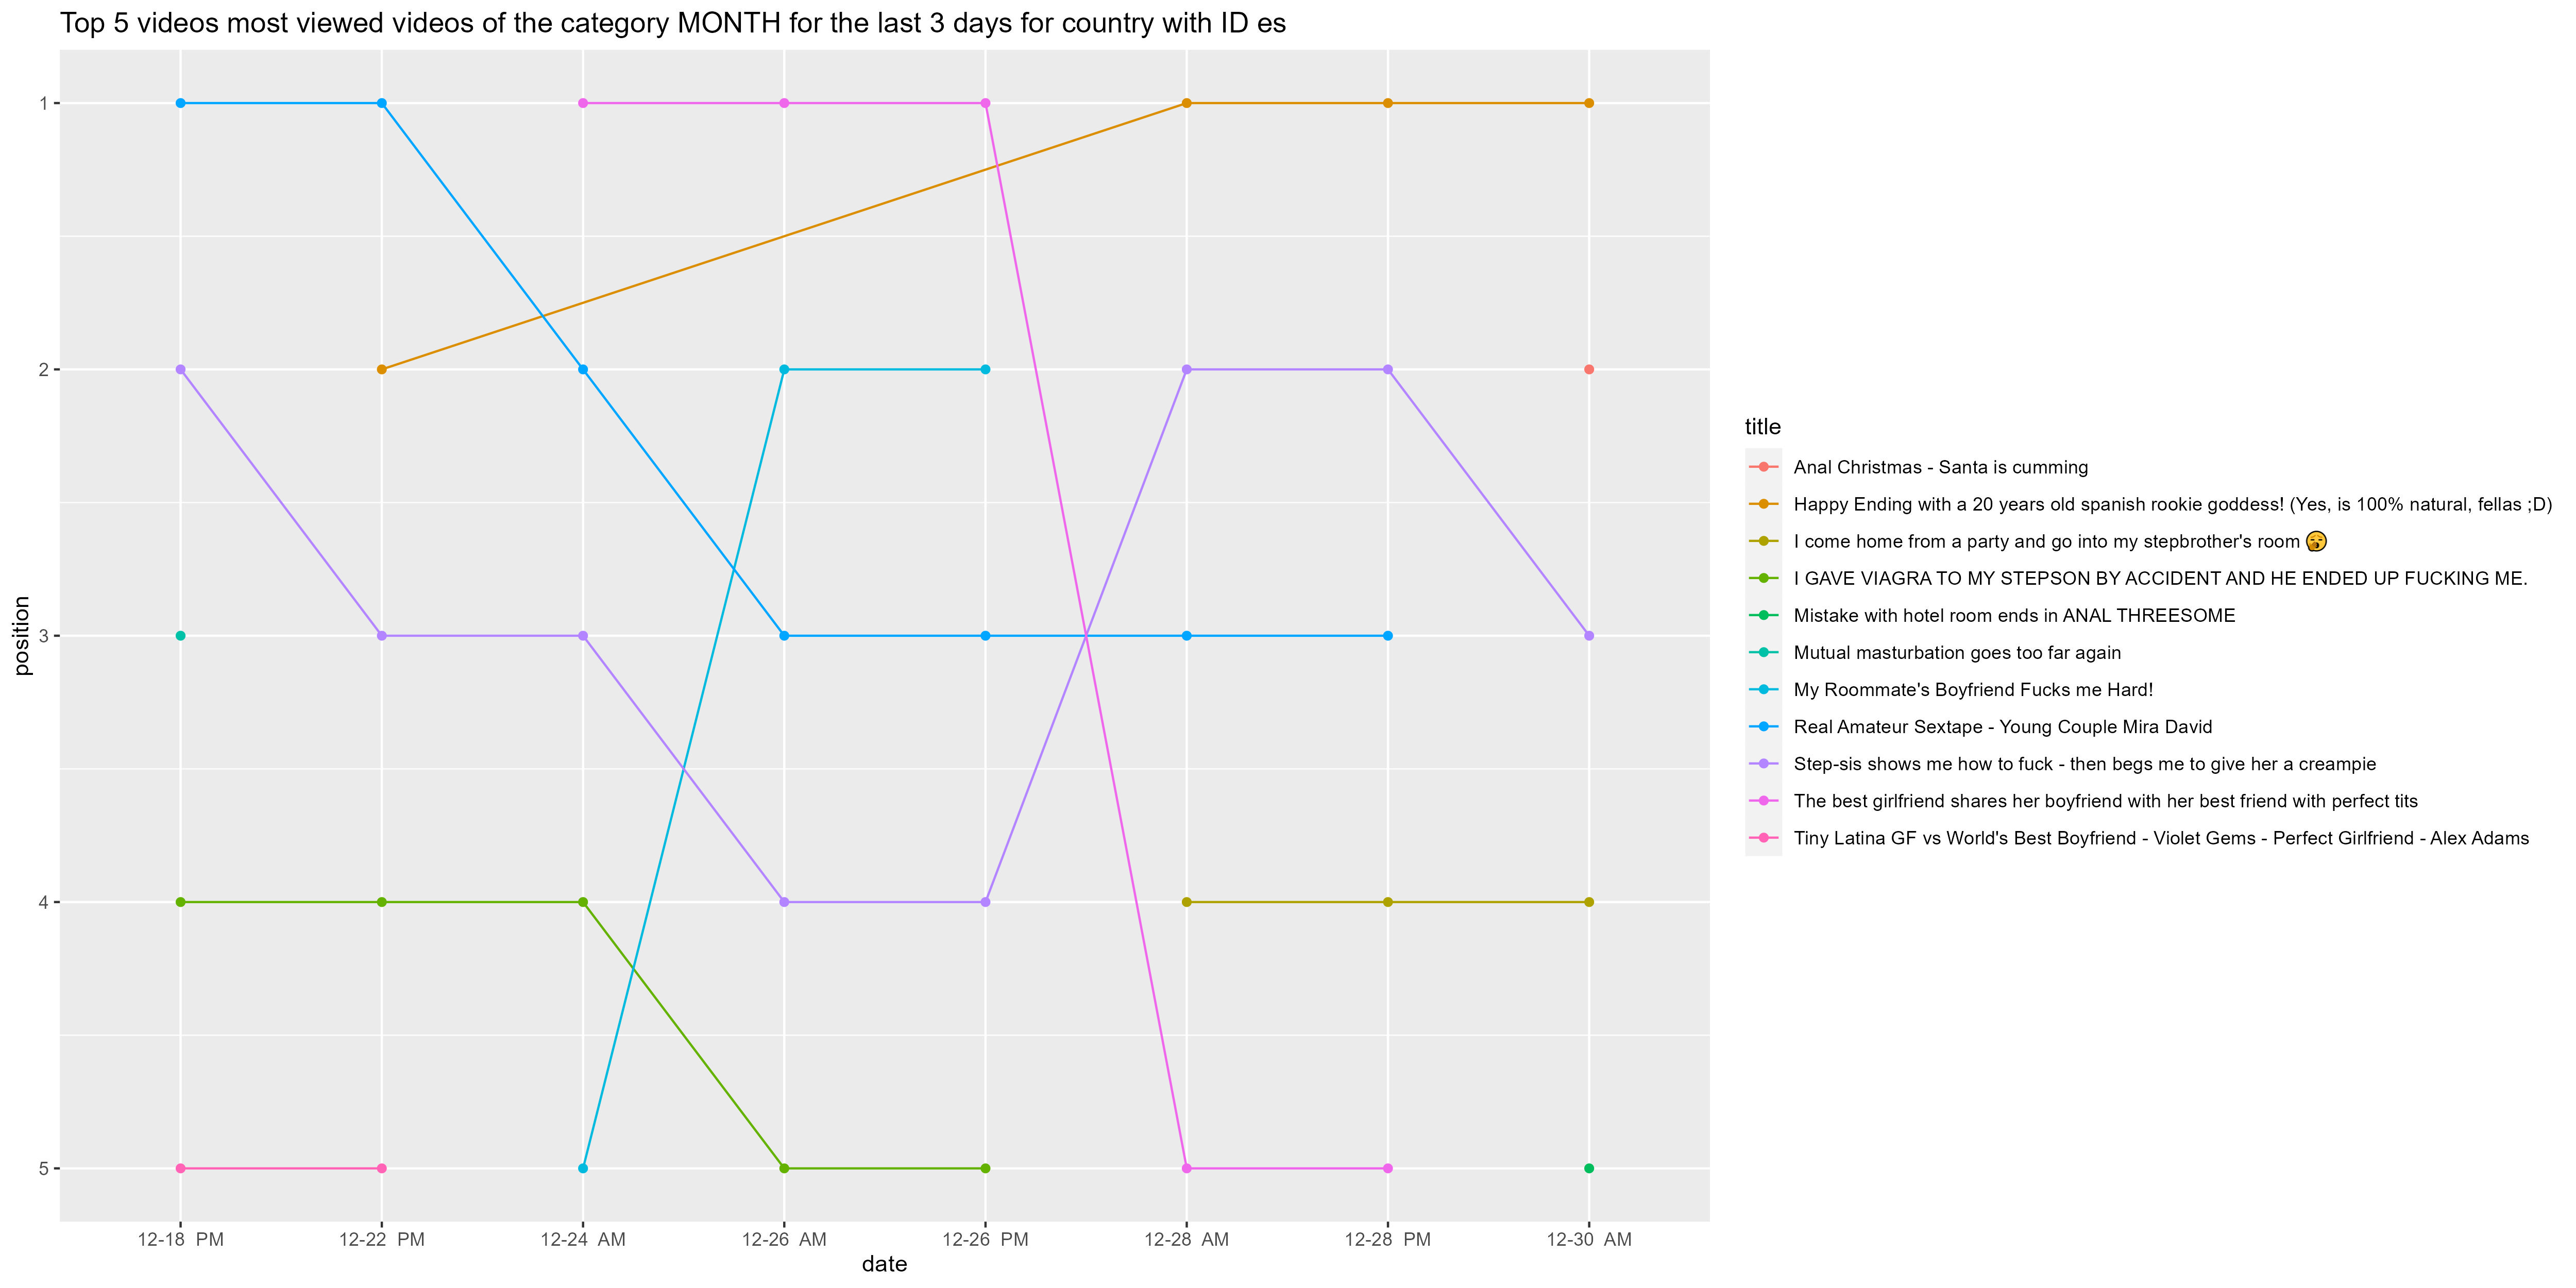 Top 5 videos most viewed videos of the category MONTH for the last 3 days for country with ID es
position
1
2
3
4
5
12-18 PM
12-22 PM
12-24 AM
12-26 AM
12-26 PM
12-28 AM
12-28 PM
12-30 AM
date
title
Anal Christmas - Santa is cumming
Happy Ending with a 20 years old spanish rookie goddess! (Yes, is 100% natural, fellas ;D)
I come home from a party and go into my stepbrother's room 🥱
I GAVE VIAGRA TO MY STEPSON BY ACCIDENT AND HE ENDED UP FUCKING ME.
Mistake with hotel room ends in ANAL THREESOME
Mutual masturbation goes too far again
My Roommate's Boyfriend Fucks me Hard!
Real Amateur Sextape - Young Couple Mira David
Step-sis shows me how to fuck - then begs me to give her a creampie
The best girlfriend shares her boyfriend with her best friend with perfect tits
Tiny Latina GF vs World's Best Boyfriend - Violet Gems - Perfect Girlfriend - Alex Adams